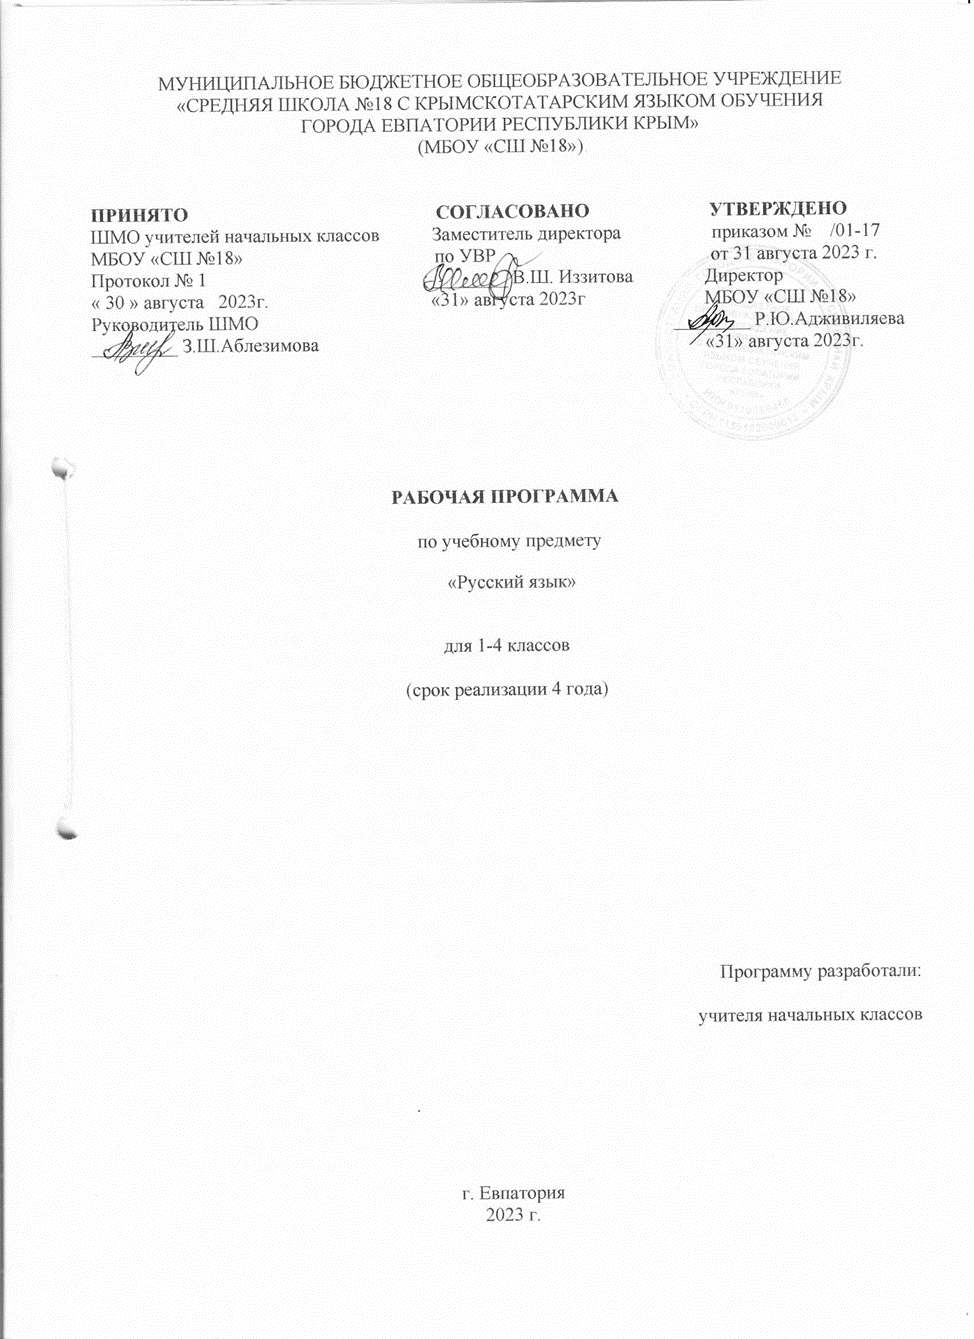 МУНИЦИПАЛЬНОЕ БЮДЖЕТНОЕ ОБЩЕОБРАЗОВАТЕЛЬНОЕ УЧРЕЖДЕНИЕ
«СРЕДНЯЯ ШКОЛА №18 С КРЫМСКОТАТАРСКИМ ЯЗЫКОМ ОБУЧЕНИЯ
ГОРОДА ЕВПАТОРИИ РЕСПУБЛИКИ КРЫМ»
(МБОУ «СШ №18»)
ПРИНЯТО
ШМО учителей начальных классов
МБОУ «СШ №18»
Протокол № 1
« 30 » августа 2023г.
Руководитель ШМО
З.Ш.Аблезимова
СОГЛАСОВАНО
Заместитель директора
по УВР
В.Ш. Иззитова
«31» августа 2023г
УТВЕРЖДЕНО
приказом № /01-17
от 31 августа 2023 г.
Директор
МБОУ «СШ №18»
Р.Ю.Адживиляева
«31» августа 2023г.
РАБОЧАЯ ПРОГРАММА
по учебному предмету
«Русский язык»
для 1-4 классов
(срок реализации 4 года)
Программу разработали:
учителя начальных классов
г. Евпатория
2023 г.